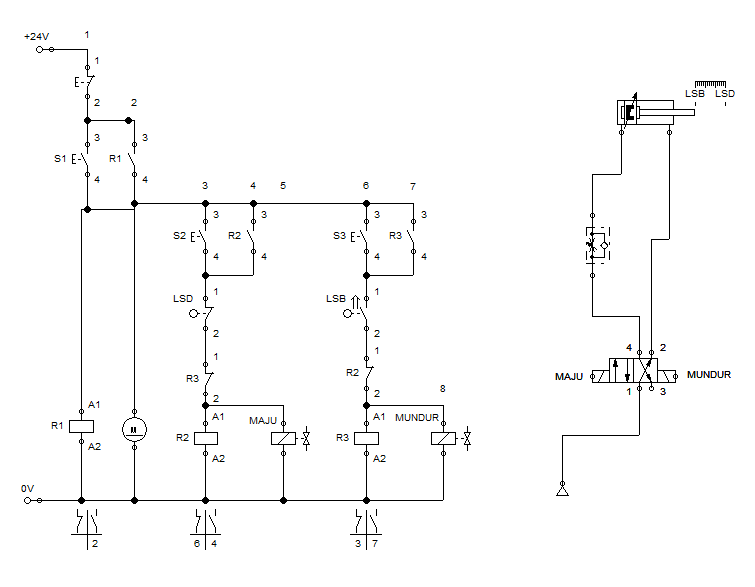 +24V 1
1
LSB LSD
2
2
3 3
S1 R1
4 4
3 4 5 6 7
3 3 3 3
S2 R2 S3 R3
4 4 4 4
1 1
LSD LSB
2 2
4 2
1 1
R3 R2
MAJU MUNDUR
2 2 8
1 3
A1
A1 MAJU A1 MUNDUR
R1 M R2 R3
A2
A2 A2
0V
2 6 4 3 7